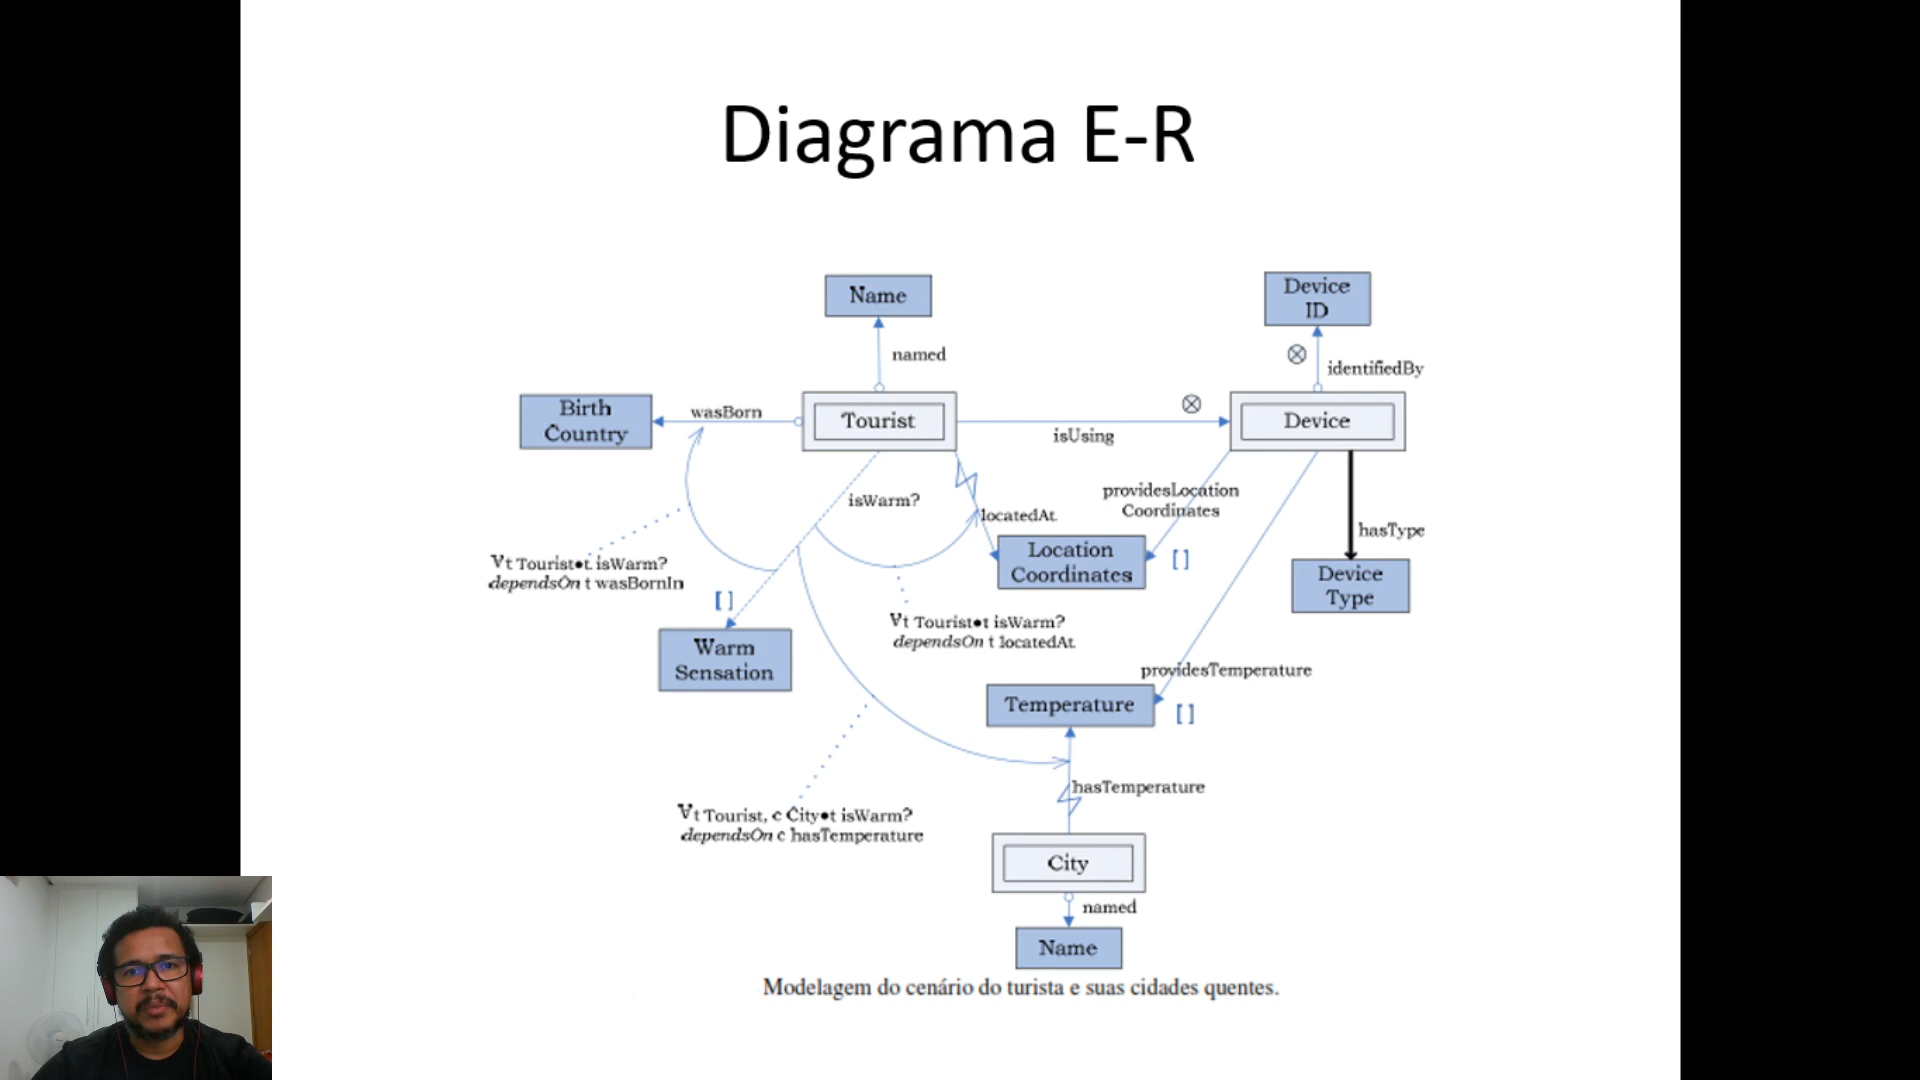 Diagrama E-R
Name
Device
ID
named
identifiedBy
Birth
Country
wasBorn
Tourist
isUsing
Device
isWarm?
providesLocation
Coordinates
locatedAt
hasType
∀t Tourist•t isWarm?
dependsOn t wasBornIn
Location
Coordinates
[ ]
Device
Type
[ ]
∀t Tourist•t isWarm?
dependsOn t locatedAt
Warm
Sensation
providesTemperature
Temperature
[ ]
hasTemperature
∀t Tourist, c City•t isWarm?
dependsOn c hasTemperature
City
named
Name
Modelagem do cenário do turista e suas cidades quentes.